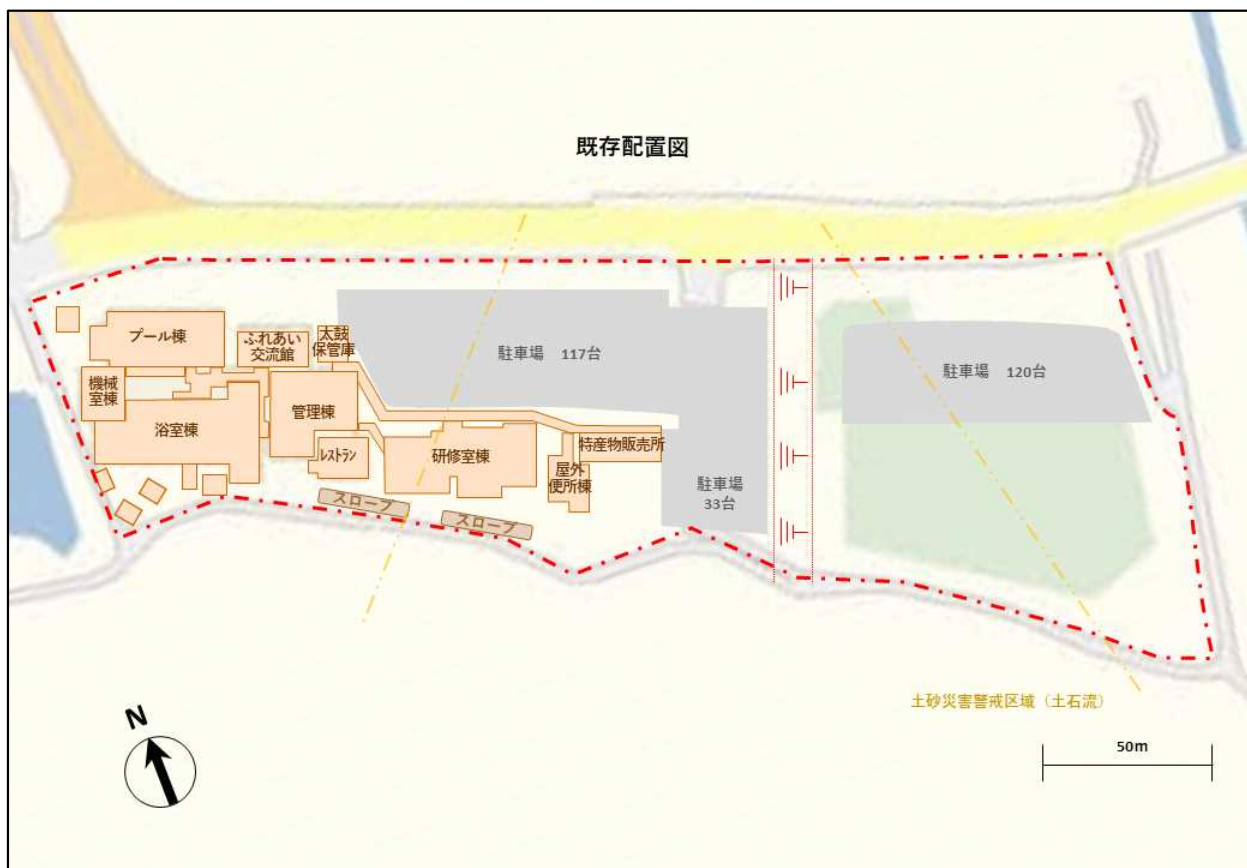 既存配置図
プール棟
ふれあい
交流館
太鼓
保管庫
駐車場 117台
駐車場 120台
機械
室棟
管理棟
浴室棟
レストラン
研修室棟
特産物販売所
屋外
便所棟
駐車場
33台
スロープ
スロープ
土砂災害警戒区域（土石流）
N
50m